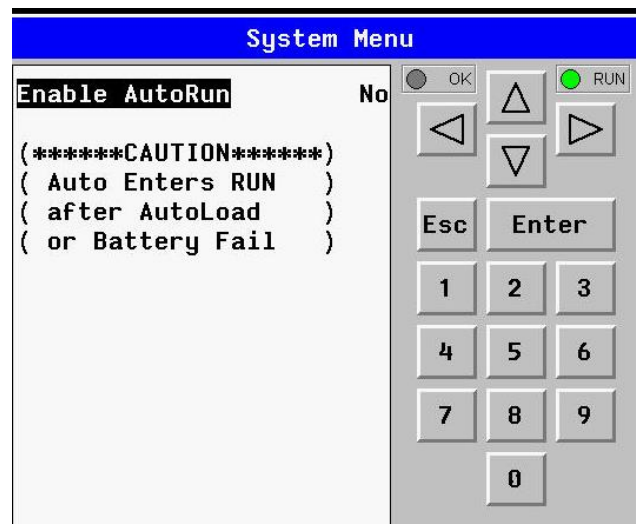 System Menu
Enable AutoRun No
(******CAUTION******)
( Auto Enters RUN )
( after AutoLoad )
( or Battery Fail )
OK RUN
Esc Enter
1 2 3
4 5 6
7 8 9
0